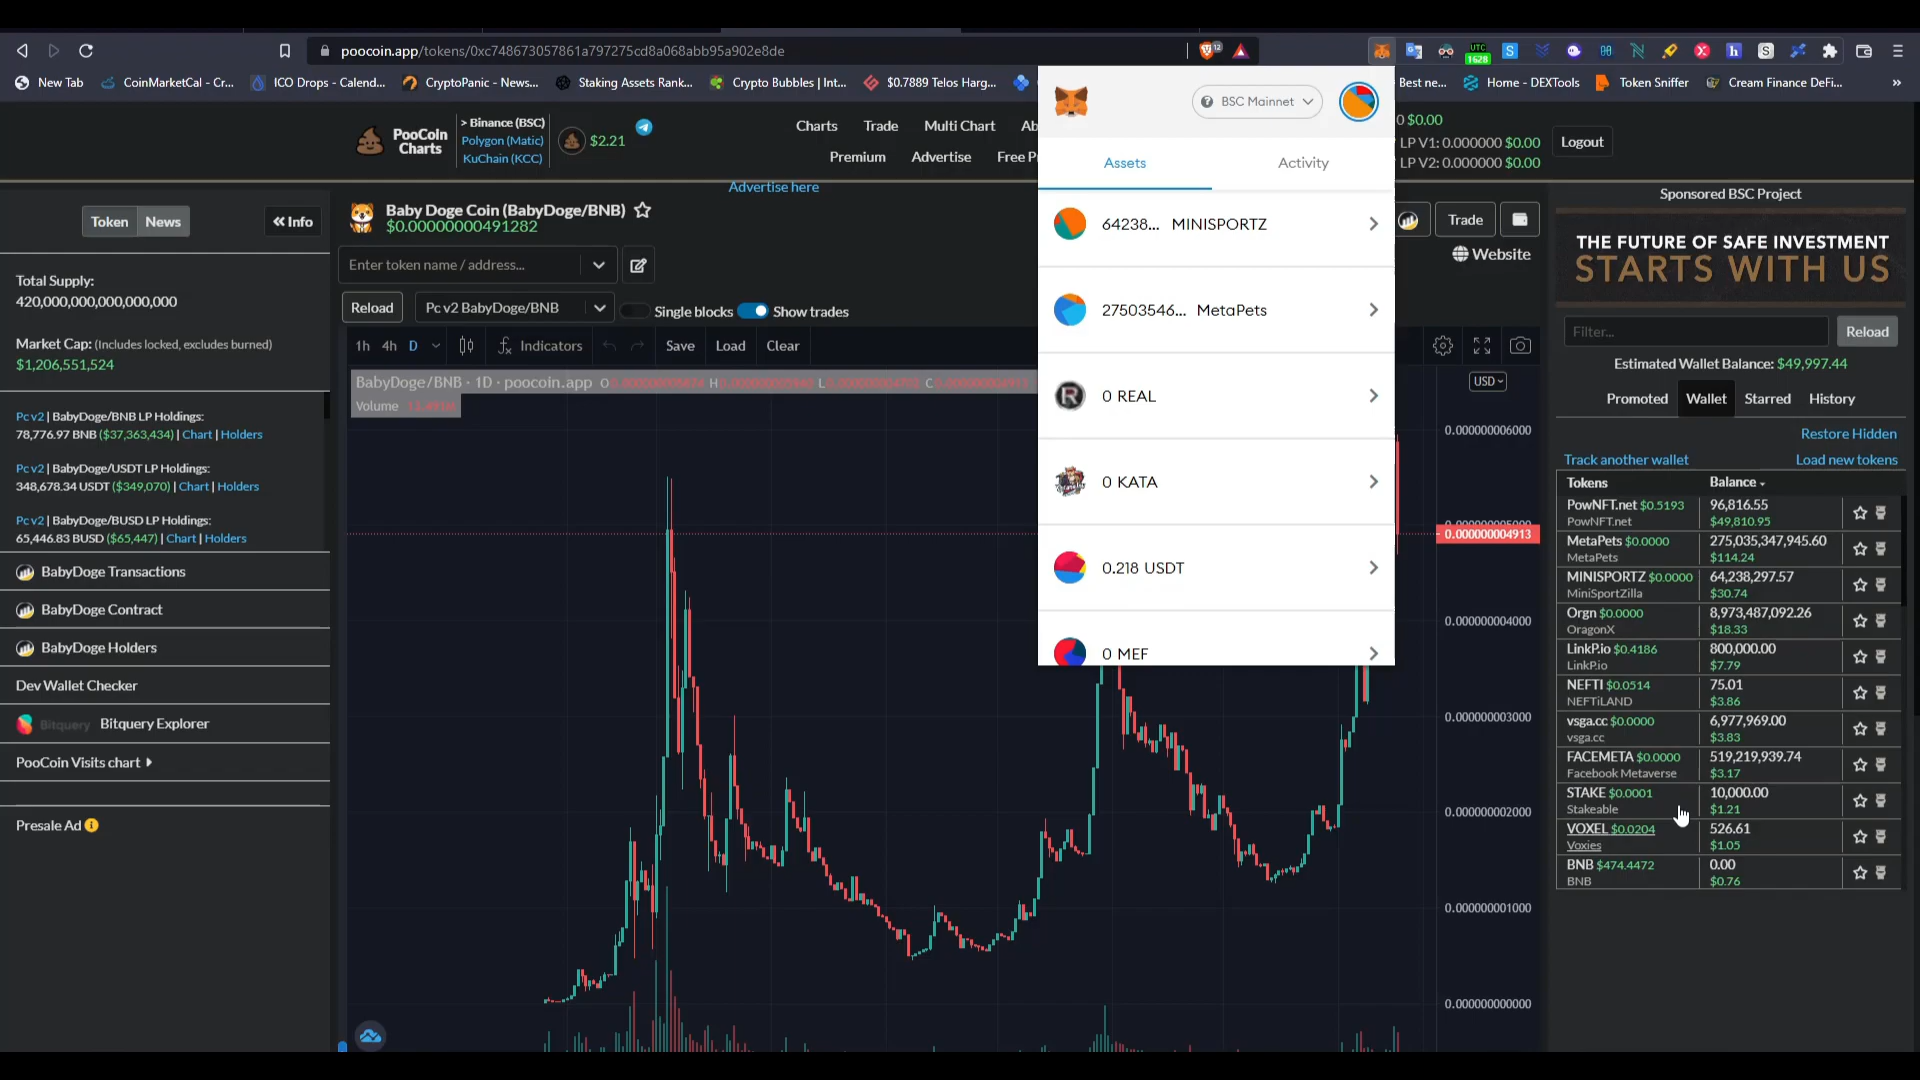 poocoin.app/tokens/0xc748673057861a797275cd8a068abb95a902e8de
12
UTC
1628
New Tab
CoinMarketCal - Cr...
ICO Drops - Calend...
CryptoPanic - News...
Staking Assets Rank...
Crypto Bubbles | Int...
$0.7889 Telos Harg...
Best ne...
Home - DEXTools
Token Sniffer
Cream Finance DeFi...
»
PooCoin
Charts
> Binance (BSC)
Polygon (Matic)
KuChain (KCC)
$2.21
Charts
Trade
Multi Chart
Ab
Premium
Advertise
Free P
0 $0.00
LP V1: 0.000000 $0.00
LP V2: 0.000000 $0.00
Logout
Advertise here
BSC Mainnet
Assets
Activity
64238... MINISPORTZ
27503546... MetaPets
0 REAL
0 KATA
0.218 USDT
0 MEF
Token
News
Info
Total Supply:
420,000,000,000,000,000
Market Cap: (Includes locked, excludes burned)
$1,206,551,524
Pc v2 | BabyDoge/BNB LP Holdings:
78,776.97 BNB ($37,363,434) | Chart | Holders
Pc v2 | BabyDoge/USDT LP Holdings:
348,678.34 USDT ($349,070) | Chart | Holders
Pc v2 | BabyDoge/BUSD LP Holdings:
65,446.83 BUSD ($65,447) | Chart | Holders
BabyDoge Transactions
BabyDoge Contract
BabyDoge Holders
Dev Wallet Checker
Bitquery Bitquery Explorer
PooCoin Visits chart
Presale Ad
Baby Doge Coin (BabyDoge/BNB)
$0.00000000491282
Enter token name / address...
Trade
Website
Reload
Pc v2 BabyDoge/BNB
Single blocks
Show trades
1h
4h
D
Indicators
Save
Load
Clear
BabyDoge/BNB · 1D · poocoin.app
Volume
USD
0.000000006000
0.000000004913
0.000000004000
0.000000003000
0.000000002000
0.000000001000
0.000000000000
Sponsored BSC Project
THE FUTURE OF SAFE INVESTMENT
STARTS WITH US
Filter...
Reload
Estimated Wallet Balance: $49,997.44
Promoted
Wallet
Starred
History
Restore Hidden
Track another wallet
Load new tokens
Tokens
Balance
PowNFT.net $0.5193
96,816.55
PowNFT.net
$49,810.95
MetaPets $0.0000
275,035,347,945.60
MetaPets
$114.24
MINISPORTZ $0.0000
64,238,297.57
MiniSportZilla
$30.74
Orgn $0.0000
8,973,487,092.26
OragonX
$18.33
LinkP.io $0.4186
800,000.00
LinkP.io
$7.79
NEFTI $0.0514
75.01
NEFTiLAND
$3.86
vsga.cc $0.0000
6,977,969.00
vsga.cc
$3.83
FACEMETA $0.0000
519,219,939.74
Facebook Metaverse
$3.17
STAKE $0.0001
10,000.00
Stakeable
$1.21
VOXEL $0.0204
526.61
Voxies
$1.05
BNB $474.4472
0.00
BNB
$0.76